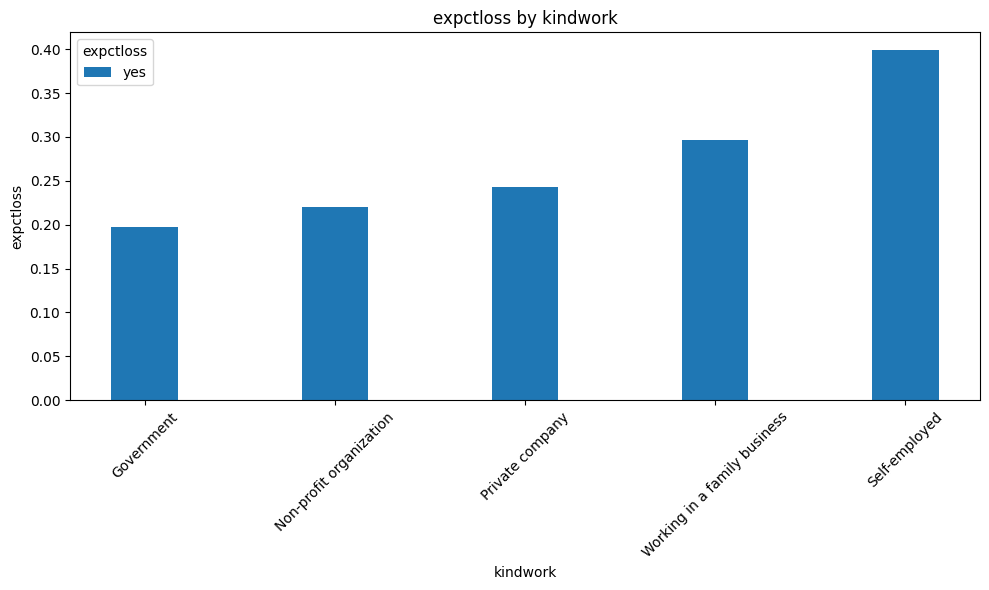 expctloss by kindwork
expctloss
yes
0.40
0.35
0.30
0.25
0.20
0.15
0.10
0.05
0.00
expctloss
Government
Non-profit organization
Private company
Working in a family business
Self-employed
kindwork